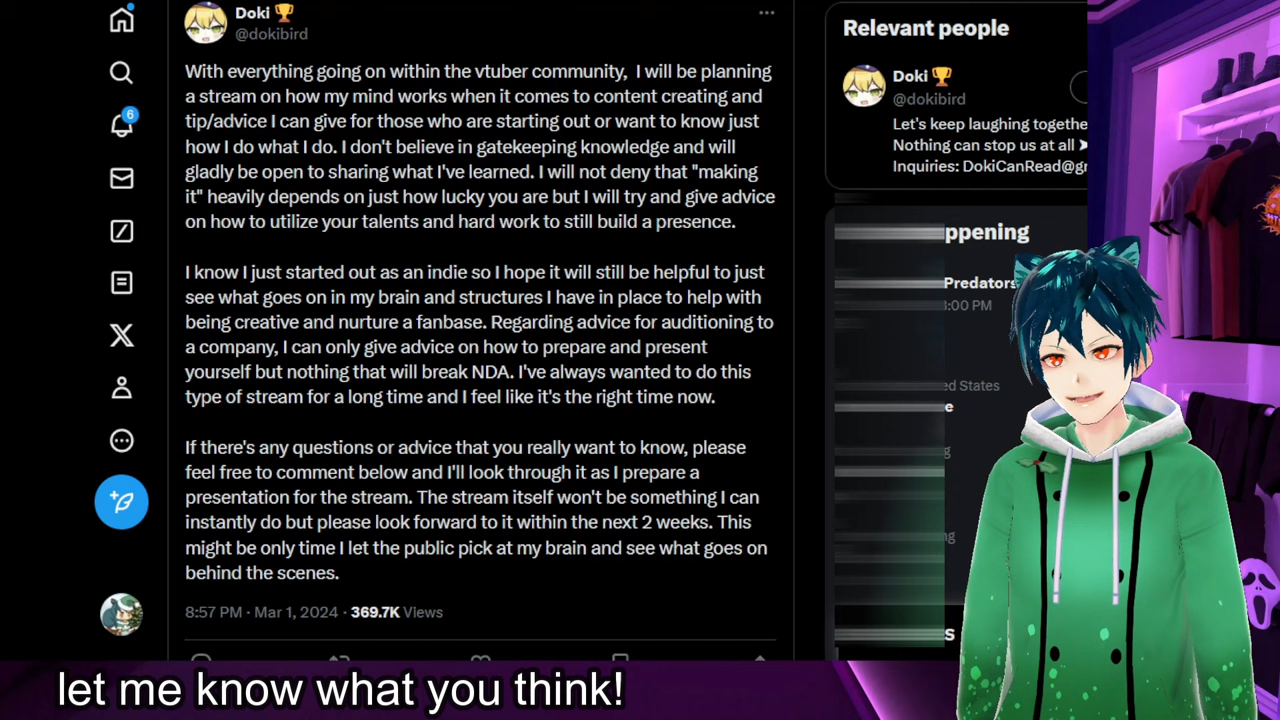 Doki 🏆
@dokibird
With everything going on within the vtuber community, I will be planning
a stream on how my mind works when it comes to content creating and
tip/advice I can give for those who are starting out or want to know just
how I do what I do. I don't believe in gatekeeping knowledge and will
gladly be open to sharing what I've learned. I will not deny that "making
it" heavily depends on just how lucky you are but I will try and give advice
on how to utilize your talents and hard work to still build a presence.
I know I just started out as an indie so I hope it will still be helpful to just
see what goes on in my brain and structures I have in place to help with
being creative and nurture a fanbase. Regarding advice for auditioning to
a company, I can only give advice on how to prepare and present
yourself but nothing that will break NDA. I've always wanted to do this
type of stream for a long time and I feel like it's the right time now.
If there's any questions or advice that you really want to know, please
feel free to comment below and I'll look through it as I prepare a
presentation for the stream. The stream itself won't be something I can
instantly do but please look forward to it within the next 2 weeks. This
might be only time I let the public pick at my brain and see what goes on
behind the scenes.
8:57 PM · Mar 1, 2024 · 369.7K Views
6
Relevant people
Doki 🏆
@dokibird
Let's keep laughing togethe
Nothing can stop us at all
Inquiries: DokiCanRead@g
ppening
Predators
:00 PM
ed States
e
g
ng
s
let me know what you think!